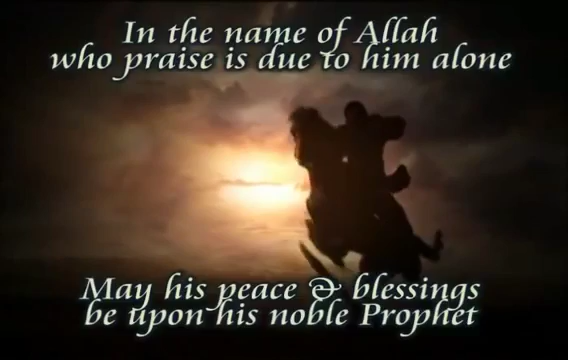 In the name of Allah
who praise is due to him alone
May his peace & blessings
be upon his noble Prophet